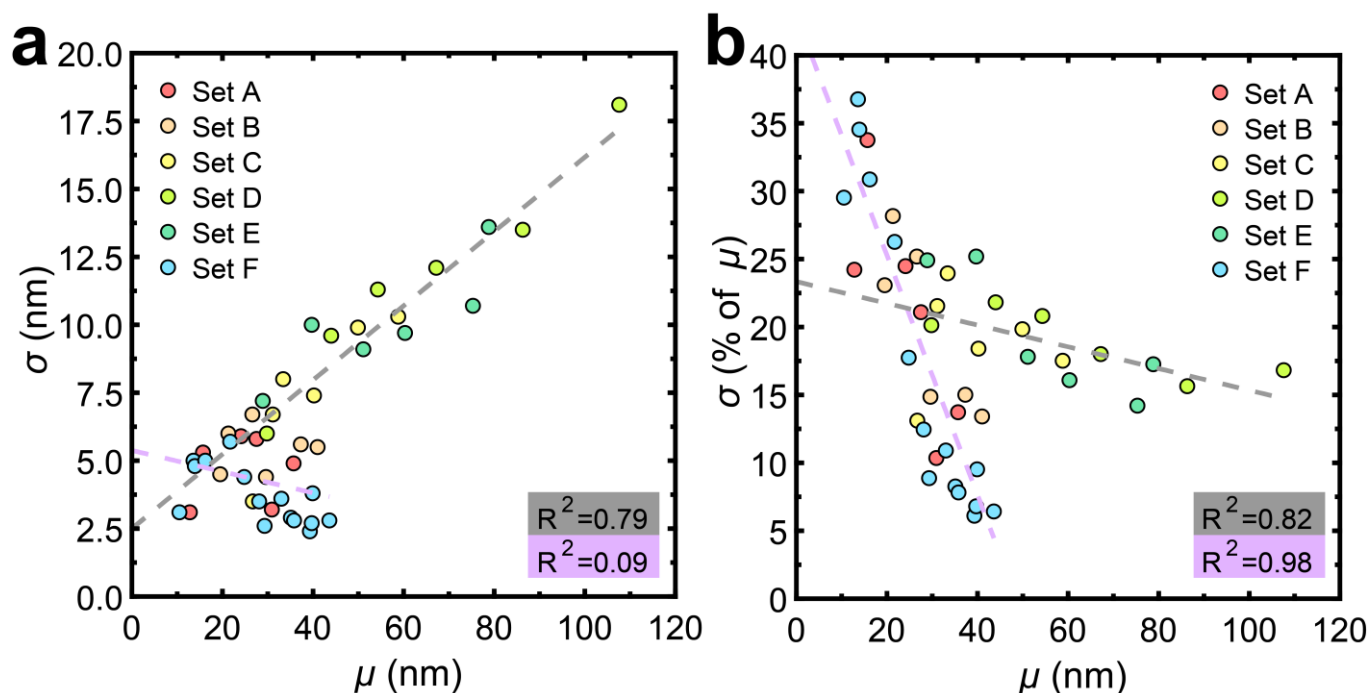 a
20.0
17.5
15.0
12.5
10.0
7.5
5.0
2.5
0.0
σ (nm)
Set A
Set B
Set C
Set D
Set E
Set F
R²=0.79
R²=0.09
0 20 40 60 80 100 120
μ (nm)
b
40
35
30
25
20
15
10
5
0
σ (% of μ)
Set A
Set B
Set C
Set D
Set E
Set F
R²=0.82
R²=0.98
0 20 40 60 80 100 120
μ (nm)